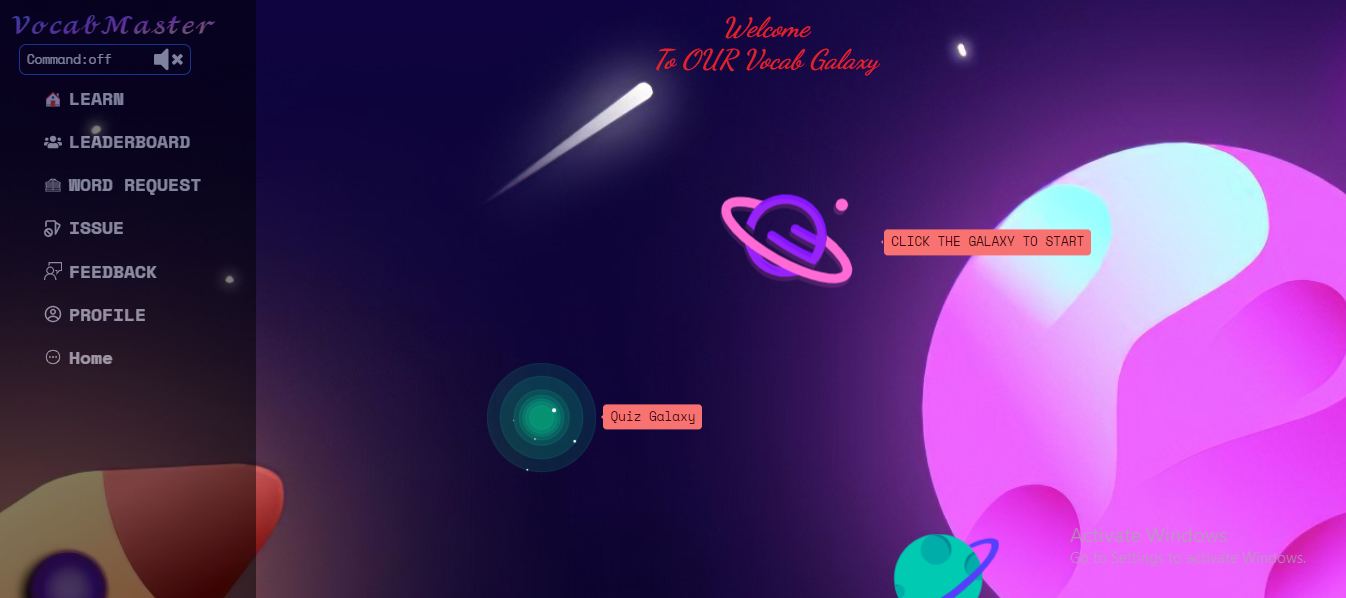 VocabMaster
Command:off
LEARN
LEADERBOARD
WORD REQUEST
ISSUE
FEEDBACK
PROFILE
Home
Welcome
To OUR Vocab Galaxy
CLICK THE GALAXY TO START
Quiz Galaxy
Activate Windows
Go to Settings to activate Windows.